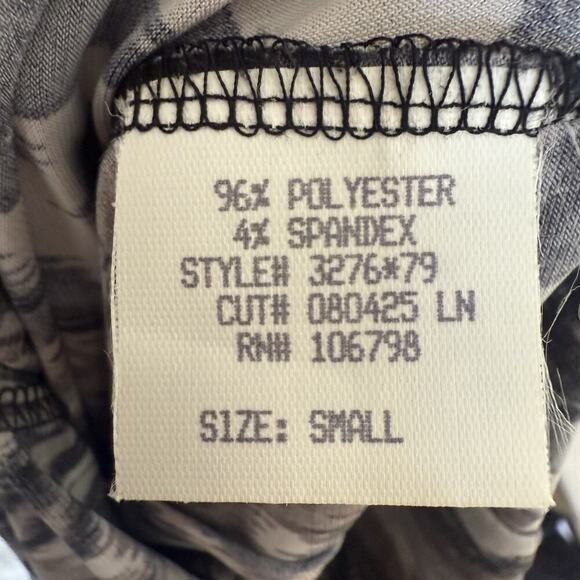 96% POLYESTER
4% SPANDEX
STYLE# 3276*79
CUT# 080425 LN
RN# 106798
SIZE: SMALL